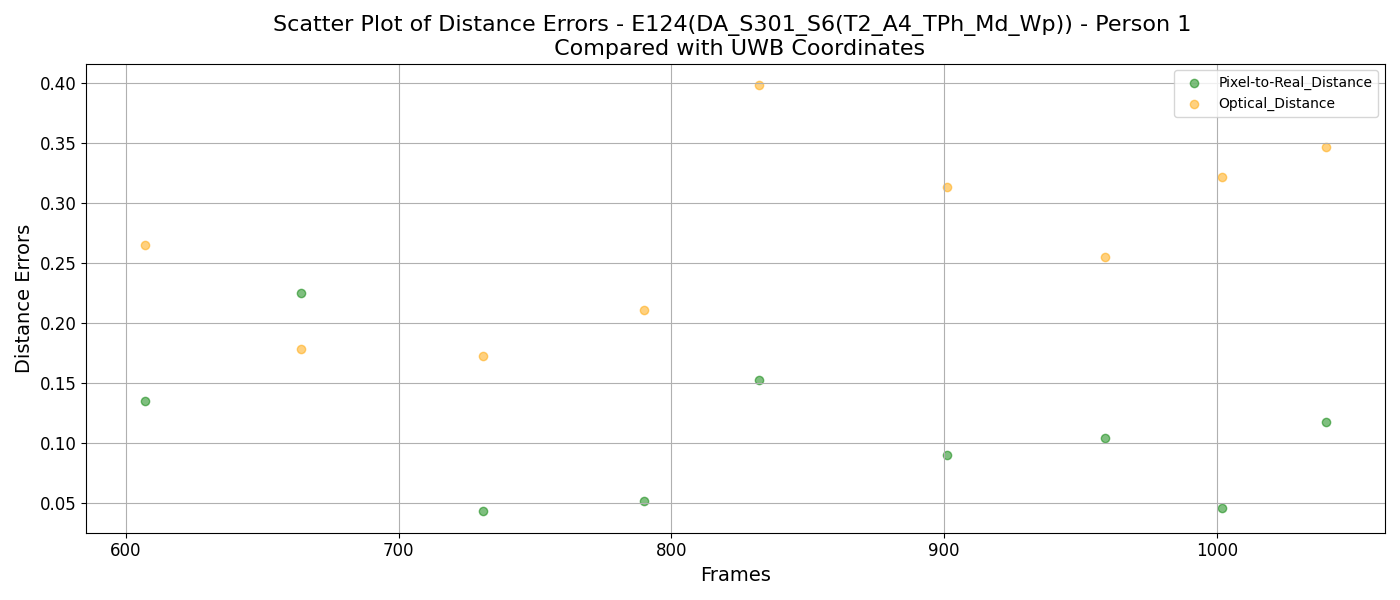 Scatter Plot of Distance Errors - E124(DA_S301_S6(T2_A4_TPh_Md_Wp)) - Person 1
Compared with UWB Coordinates
Pixel-to-Real_Distance
Optical_Distance
Distance Errors
0.40
0.35
0.30
0.25
0.20
0.15
0.10
0.05
600 700 800 900 1000
Frames